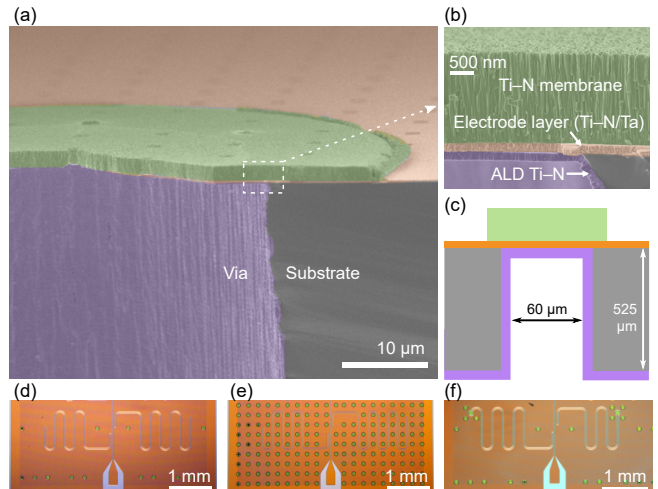 (a)
Via
Substrate
10 μm
(b)
500 nm
Ti–N membrane
Electrode layer (Ti–N/Ta)
ALD Ti–N
(c)
60 μm
525
μm
(d)
1 mm
(e)
1 mm
(f)
1 mm